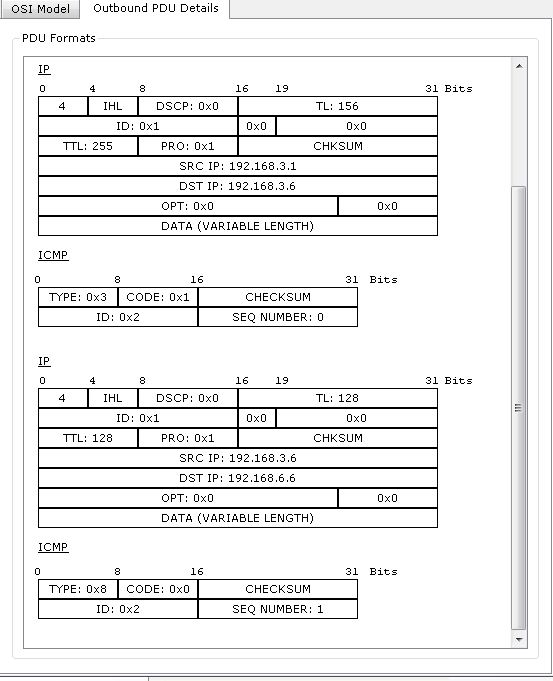 OSI Model Outbound PDU Details
PDU Formats
IP
0 4 8 16 19 31 Bits
4 IHL DSCP: 0x0 TL: 156
ID: 0x1 0x0 0x0
TTL: 255 PRO: 0x1 CHKSUM
SRC IP: 192.168.3.1
DST IP: 192.168.3.6
OPT: 0x0 0x0
DATA (VARIABLE LENGTH)
ICMP
0 8 16 31 Bits
TYPE: 0x3 CODE: 0x1 CHECKSUM
ID: 0x2 SEQ NUMBER: 0
IP
0 4 8 16 19 31 Bits
4 IHL DSCP: 0x0 TL: 128
ID: 0x1 0x0 0x0
TTL: 128 PRO: 0x1 CHKSUM
SRC IP: 192.168.3.6
DST IP: 192.168.6.6
OPT: 0x0 0x0
DATA (VARIABLE LENGTH)
ICMP
0 8 16 31 Bits
TYPE: 0x8 CODE: 0x0 CHECKSUM
ID: 0x2 SEQ NUMBER: 1